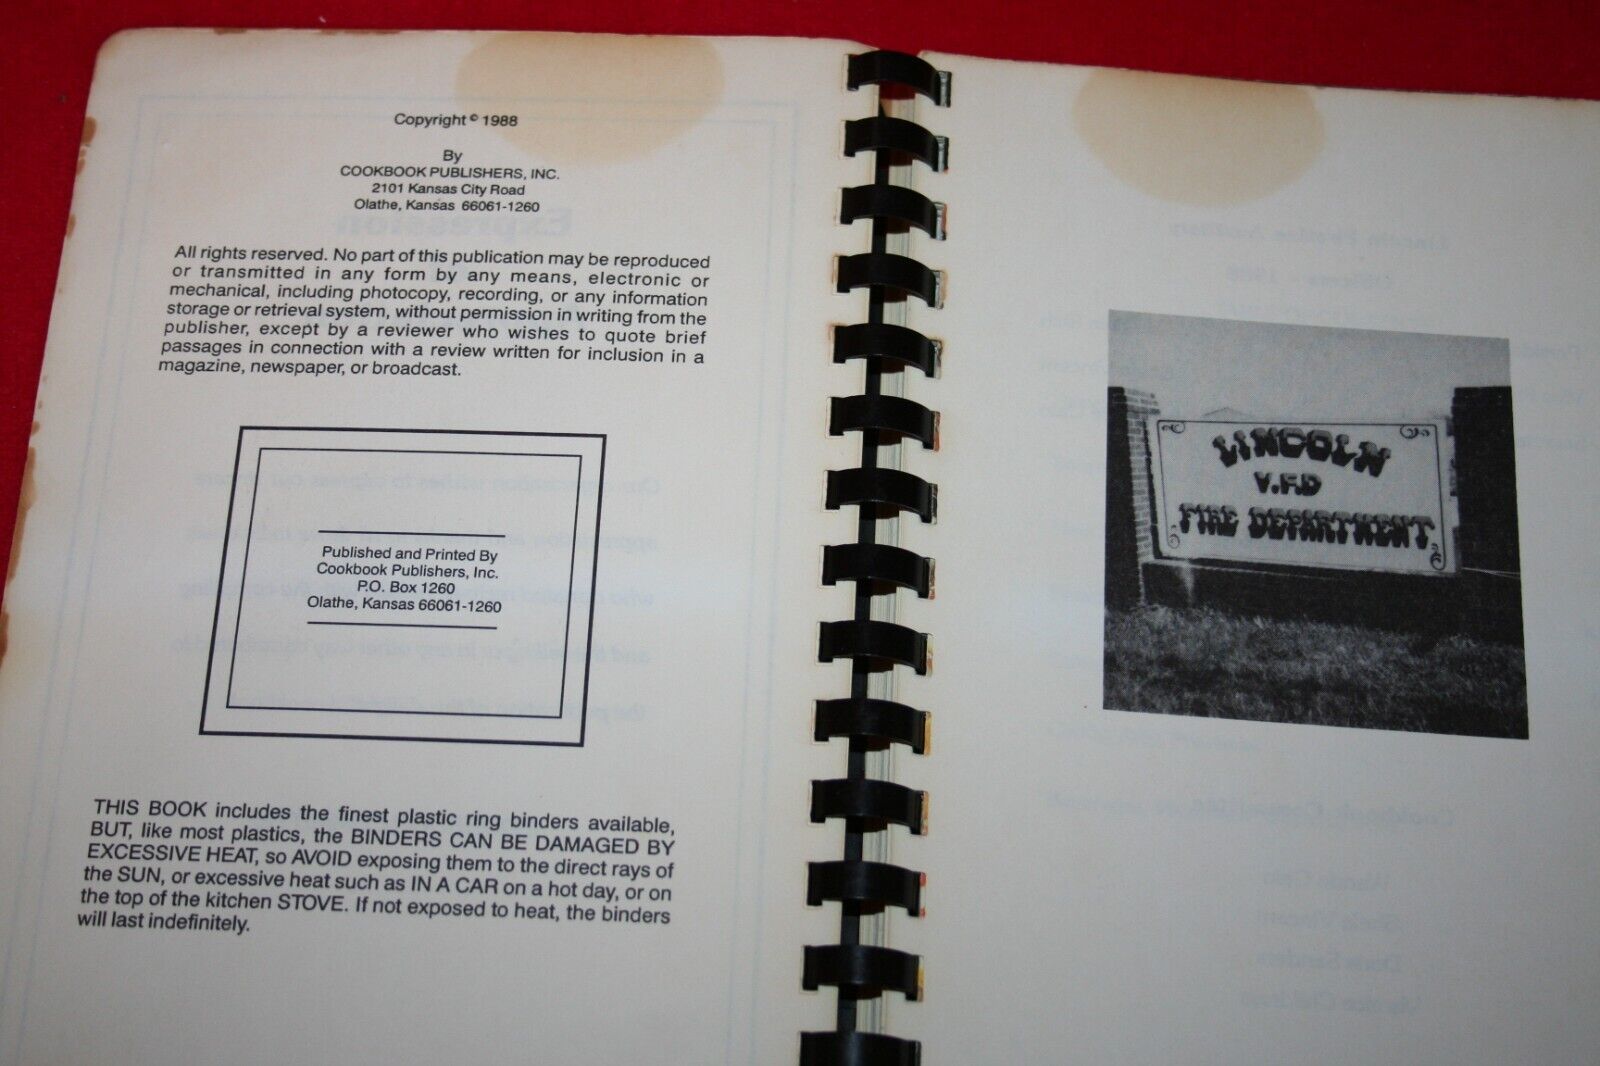 Copyright © 1988
By
COOKBOOK PUBLISHERS, INC.
2101 Kansas City Road
Olathe, Kansas 66061-1260
All rights reserved. No part of this publication may be reproduced
or transmitted in any form by any means, electronic or
mechanical, including photocopy, recording, or any information
storage or retrieval system, without permission in writing from the
publisher, except by a reviewer who wishes to quote brief
passages in connection with a review written for inclusion in a
magazine, newspaper, or broadcast.
Published and Printed By
Cookbook Publishers, Inc.
P.O. Box 1260
Olathe, Kansas 66061-1260
THIS BOOK includes the finest plastic ring binders available,
BUT, like most plastics, the BINDERS CAN BE DAMAGED BY
EXCESSIVE HEAT, so AVOID exposing them to the direct rays of
the SUN, or excessive heat such as IN A CAR on a hot day, or on
the top of the kitchen STOVE. If not exposed to heat, the binders
will last indefinitely.
LINCOLN
V.F.D
FIRE DEPARTMENT